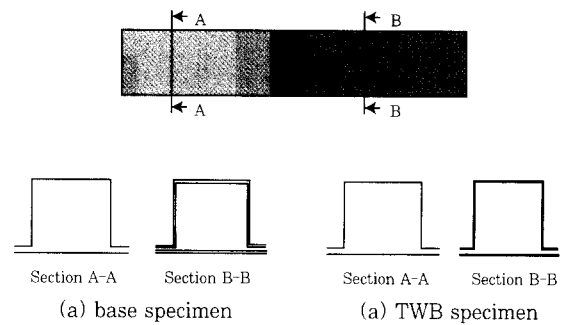 A B
A B
Section A-A Section B-B Section A-A Section B-B
(a) base specimen (a) TWB specimen